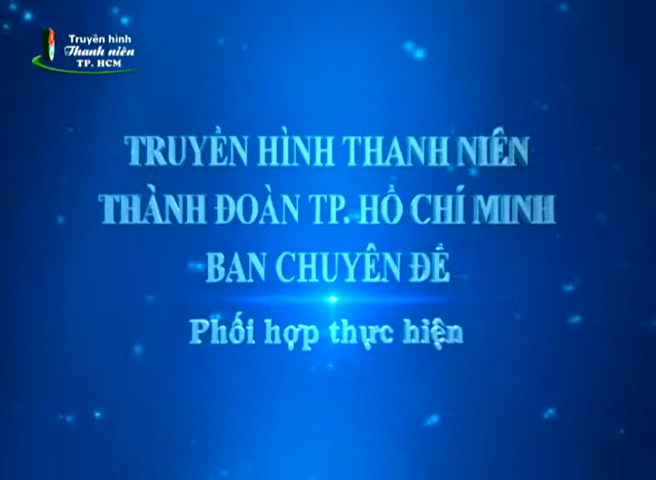 Truyền hình
Thanh niên
TP. HCM
TRUYỀN HÌNH THANH NIÊN
THÀNH ĐOÀN TP. HỒ CHÍ MINH
BAN CHUYÊN ĐỀ
Phối hợp thực hiện